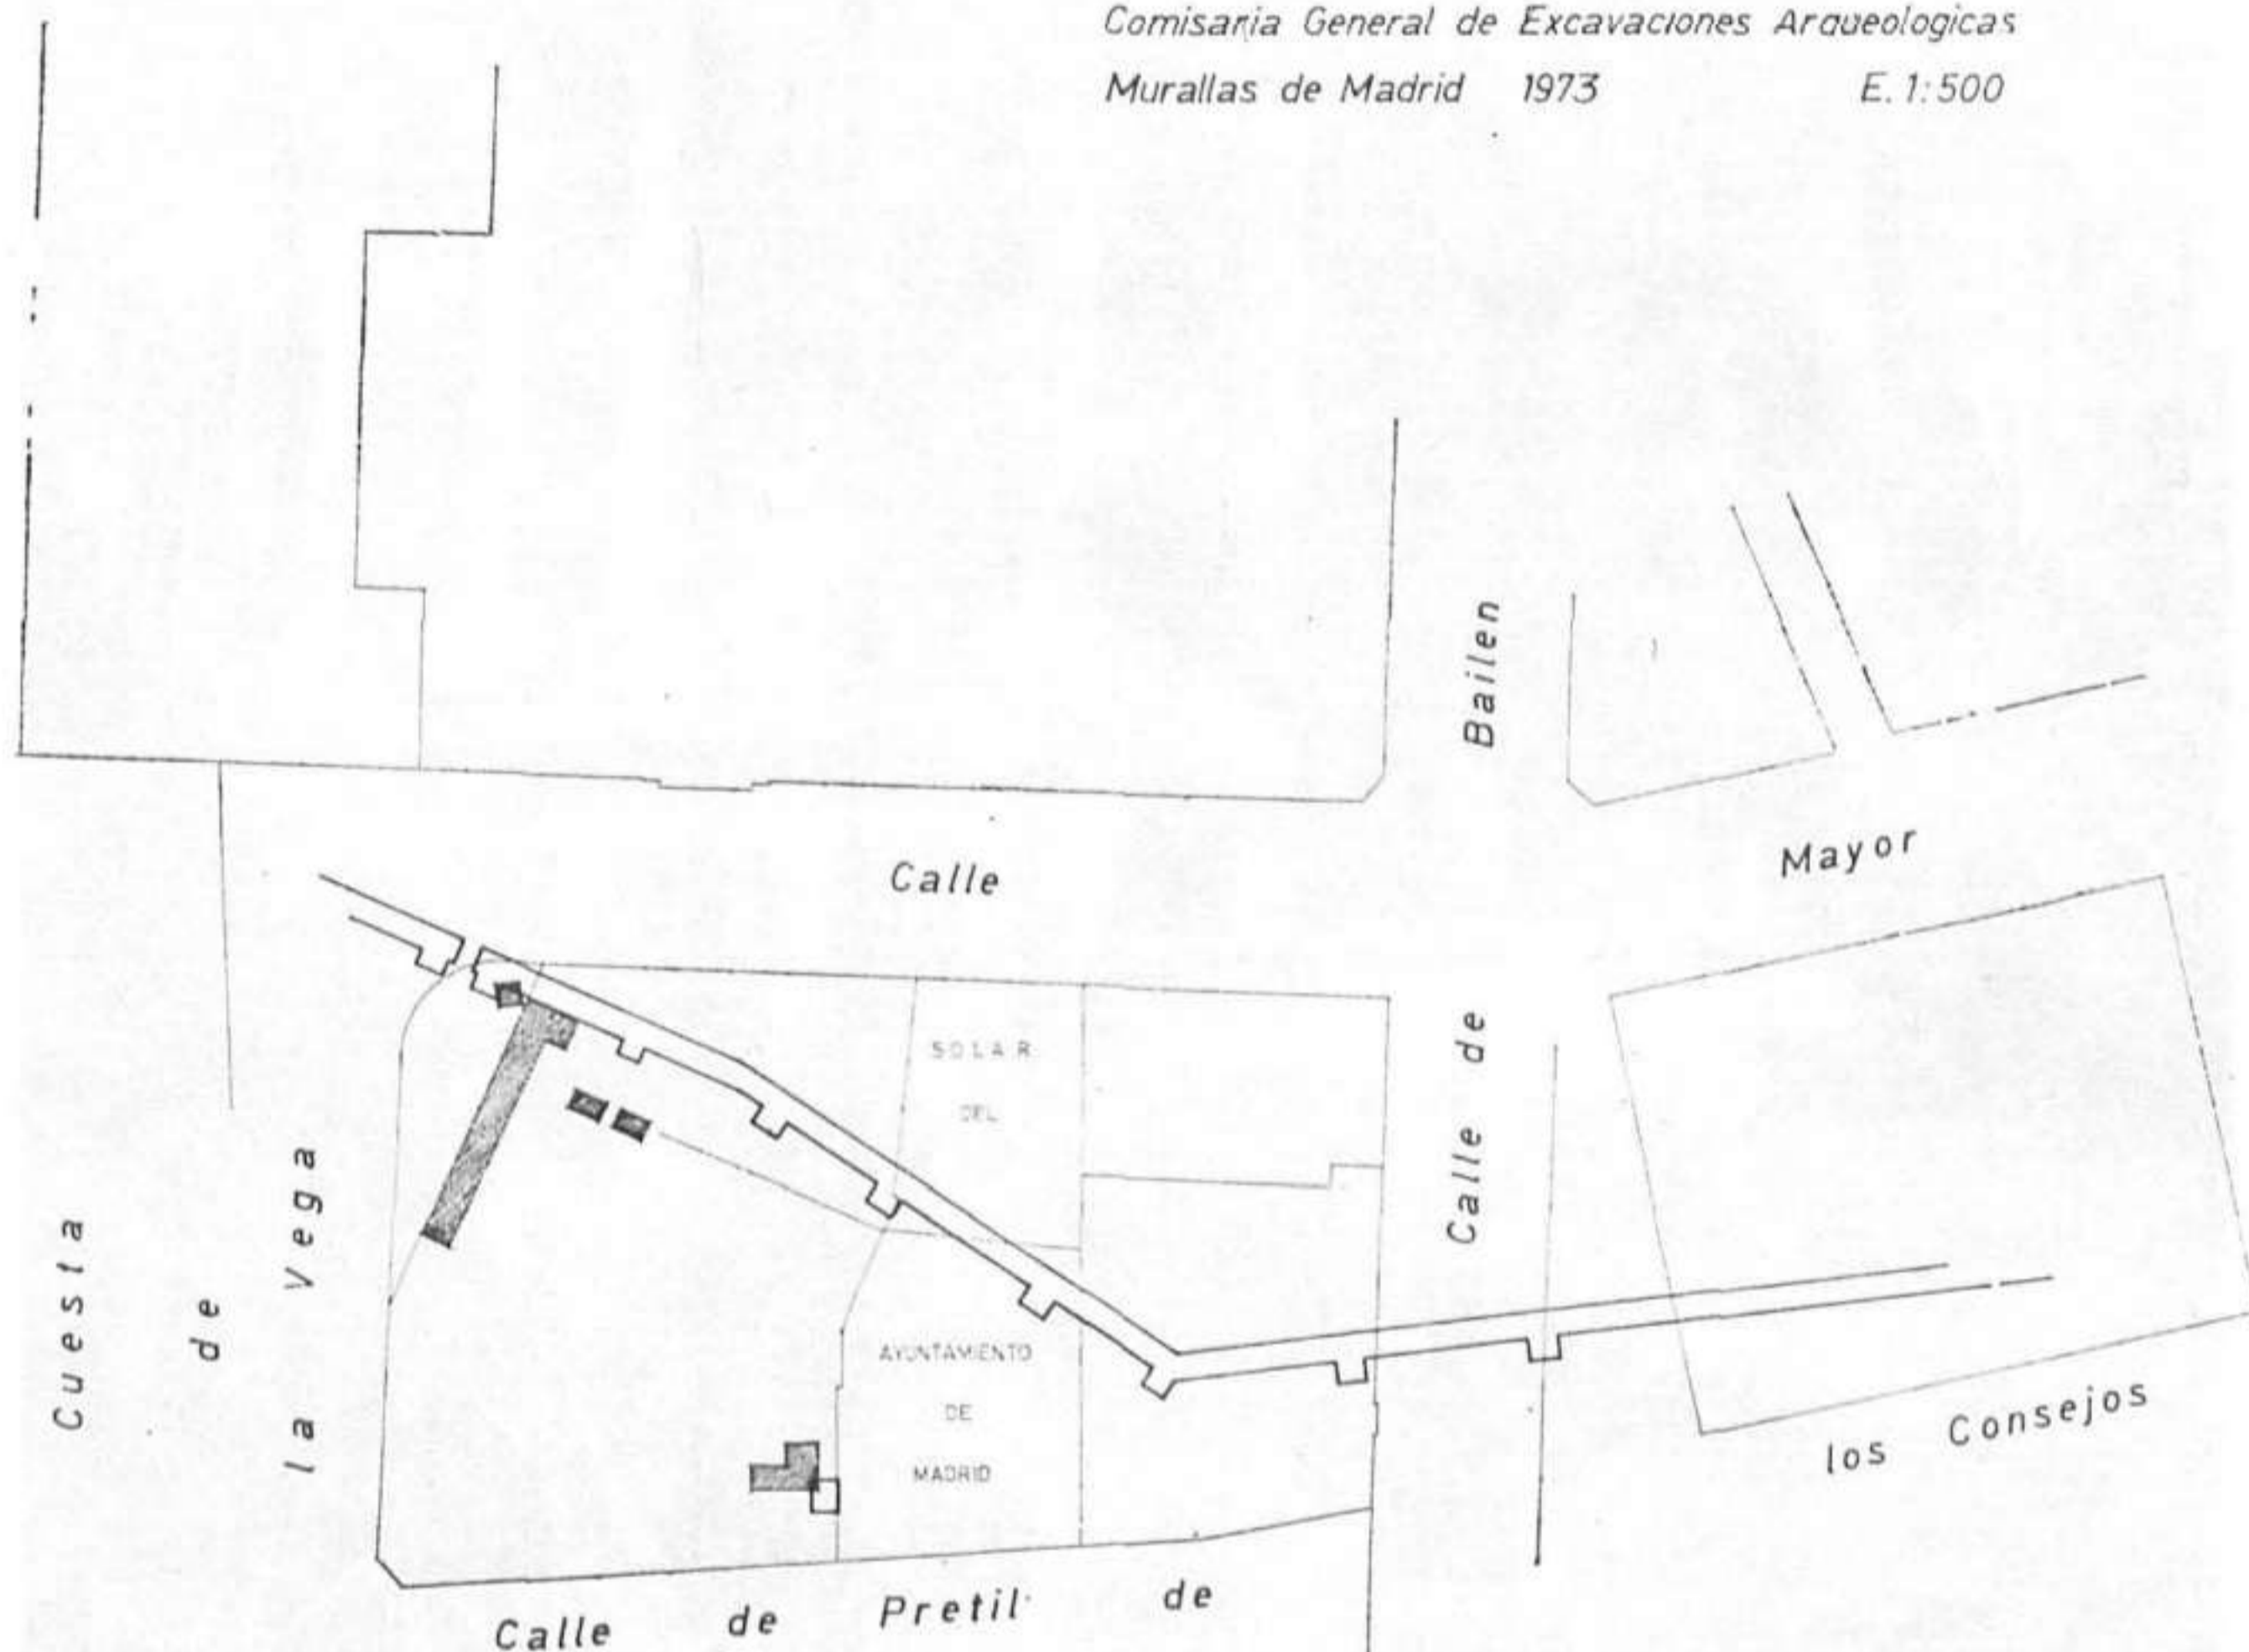 Comisaria General de Excavaciones Arqueologicas
Murallas de Madrid 1973 E. 1:500
Calle Mayor
Calle de Bailen
SOLAR
DEL
AYUNTAMIENTO
DE
MADRID
Cuesta
de
la Vega
Calle de Pretil de los Consejos